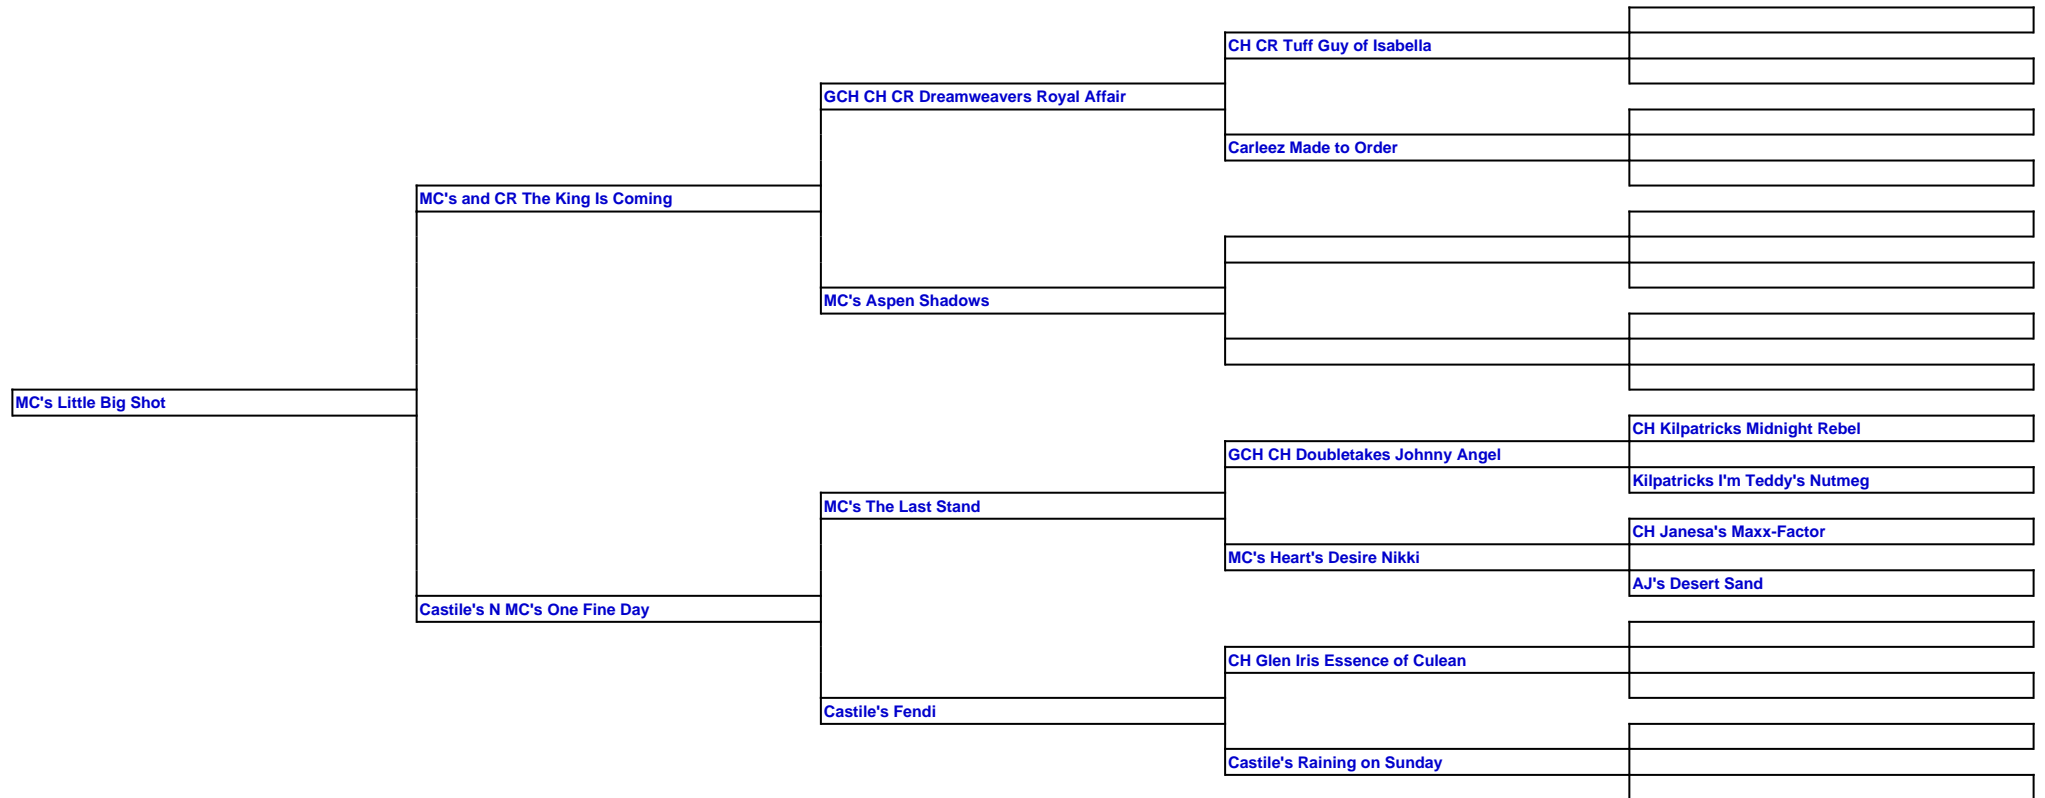 CH CR Tuff Guy of Isabella
GCH CH CR Dreamweavers Royal Affair
Carleez Made to Order
MC's and CR The King Is Coming
MC's Aspen Shadows
MC's Little Big Shot
CH Kilpatricks Midnight Rebel
GCH CH Doubletakes Johnny Angel
Kilpatricks I'm Teddy's Nutmeg
MC's The Last Stand
CH Janesa's Maxx-Factor
MC's Heart's Desire Nikki
AJ's Desert Sand
Castile's N MC's One Fine Day
CH Glen Iris Essence of Culean
Castile's Fendi
Castile's Raining on Sunday